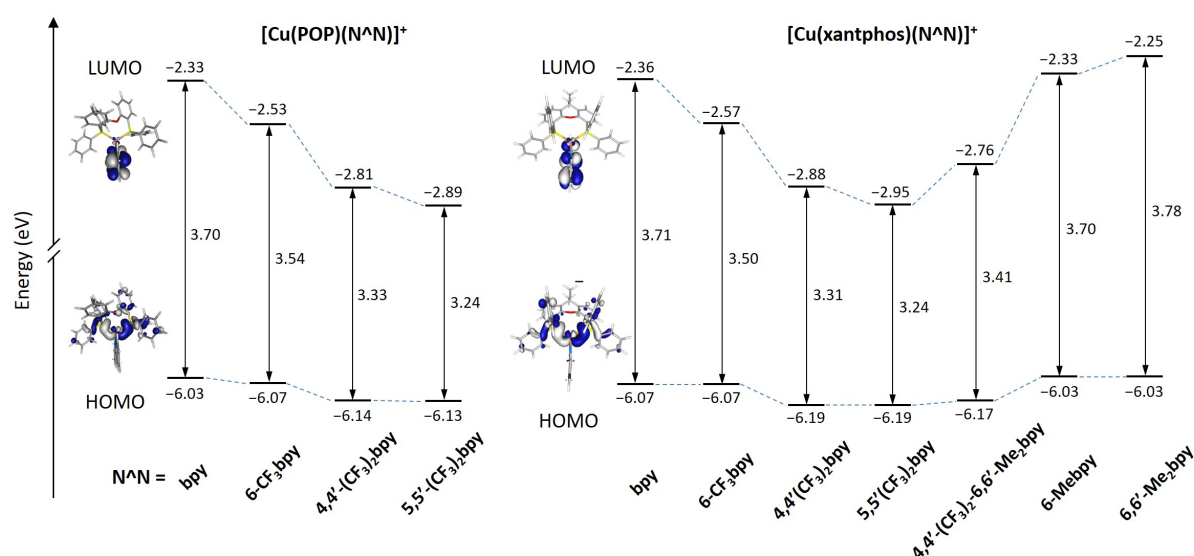 [Cu(POP)(N^N)]⁺
[Cu(xantphos)(N^N)]⁺
Energy (eV)
LUMO
HOMO
−2.33
−2.53
−2.81
−2.89
3.70
3.54
3.33
3.24
−6.03
−6.07
−6.14
−6.13
N^N =
bpy
6-CF₃bpy
4,4′-(CF₃)₂bpy
5,5′-(CF₃)₂bpy
LUMO
HOMO
−2.36
−2.57
−2.88
−2.95
−2.76
−2.33
−2.25
3.71
3.50
3.31
3.24
3.41
3.70
3.78
−6.07
−6.07
−6.19
−6.19
−6.17
−6.03
−6.03
bpy
6-CF₃bpy
4,4′(CF₃)₂bpy
5,5′(CF₃)₂bpy
4,4′-(CF₃)₂-6,6′-Me₂bpy
6-Mebpy
6,6′-Me₂bpy